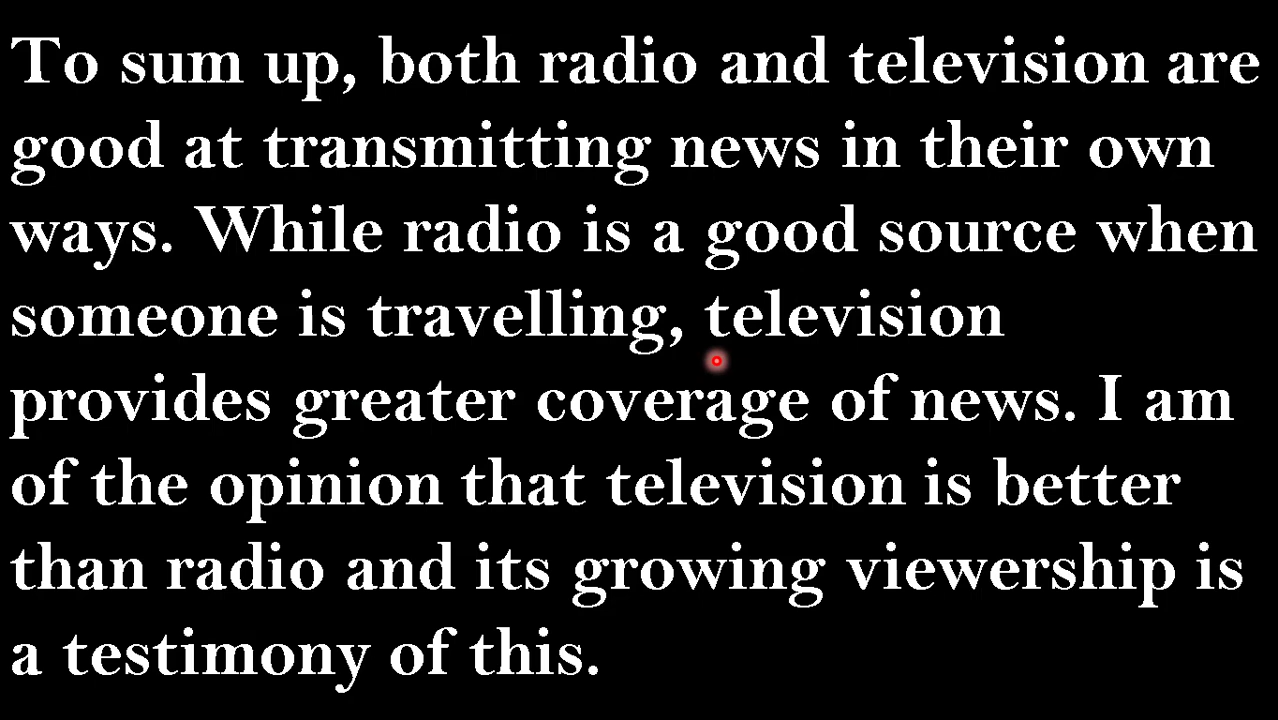 To sum up, both radio and television are
good at transmitting news in their own
ways. While radio is a good source when
someone is travelling, television
provides greater coverage of news. I am
of the opinion that television is better
than radio and its growing viewership is
a testimony of this.